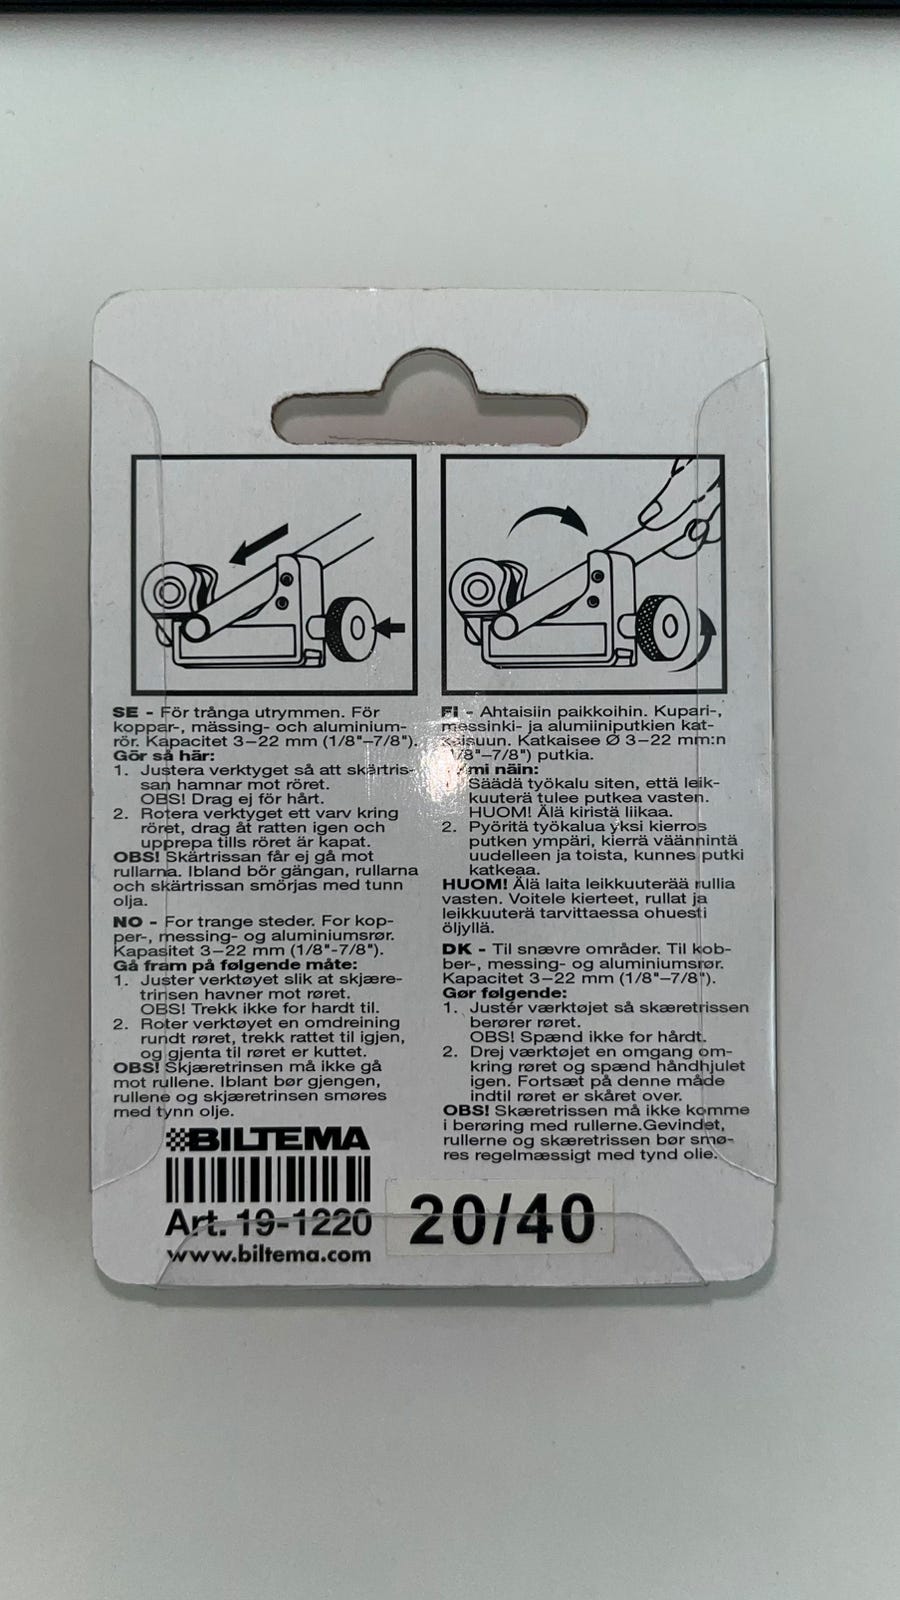 SE - För trånga utrymmen. För
koppar-, mässing- och aluminium-
rör. Kapacitet 3–22 mm (1/8"–7/8").
Gör så här:
1. Justera verktyget så att skärtris-
san hamnar mot röret.
OBS! Drag ej för hårt.
2. Rotera verktyget ett varv kring
röret, drag åt ratten igen och
upprepa tills röret är kapat.
OBS! Skärtrissan får ej gå mot
rullarna. Ibland bör gängan, rullarna
och skärtrissan smörjas med tunn
olja.
NO - For trange steder. For kop-
per-, messing- og aluminiumsrør.
Kapasitet 3–22 mm (1/8"-7/8").
Gå fram på følgende måte:
1. Juster verktøyet slik at skjære-
trinsen havner mot røret.
OBS! Trekk ikke for hardt til.
2. Roter verktøyet en omdreining
rundt røret, trekk rattet til igjen,
og gjenta til røret er kuttet.
OBS! Skjæretrinsen må ikke gå
mot rullene. Iblant bør gjengen,
rullene og skjæretrinsen smøres
med tynn olje.
BILTEMA
Art. 19-1220
www.biltema.com
FI - Ahtaisiin paikkoihin. Kupari-,
messinki- ja alumiiniputkien kat-
kaisuun. Katkaisee Ø 3–22 mm:n
1/8"–7/8") putkia.
näin:
Säädä työkalu siten, että leik-
kuuterä tulee putkea vasten.
HUOM! Älä kiristä liikaa.
2. Pyöritä työkalua yksi kierros
putken ympäri, kierrä väännintä
uudelleen ja toista, kunnes putki
katkeaa.
HUOM! Älä laita leikkuuterää rullia
vasten. Voitele kierteet, rullat ja
leikkuuterä tarvittaessa ohuesti
öljyllä.
DK - Til snævre områder. Til kob-
ber-, messing- og aluminiumsrør.
Kapacitet 3–22 mm (1/8"-7/8").
Gør følgende:
1. Justér værktøjet så skæretrissen
berører røret.
OBS! Spænd ikke for hårdt.
2. Drej værktøjet en omgang om-
kring røret og spænd håndhjulet
igen. Fortsæt på denne måde
indtil røret er skåret over.
OBS! Skæretrissen må ikke komme
i berøring med rullerne.Gevindet,
rullerne og skæretrissen bør smø-
res regelmæssigt med tynd olie.
20/40